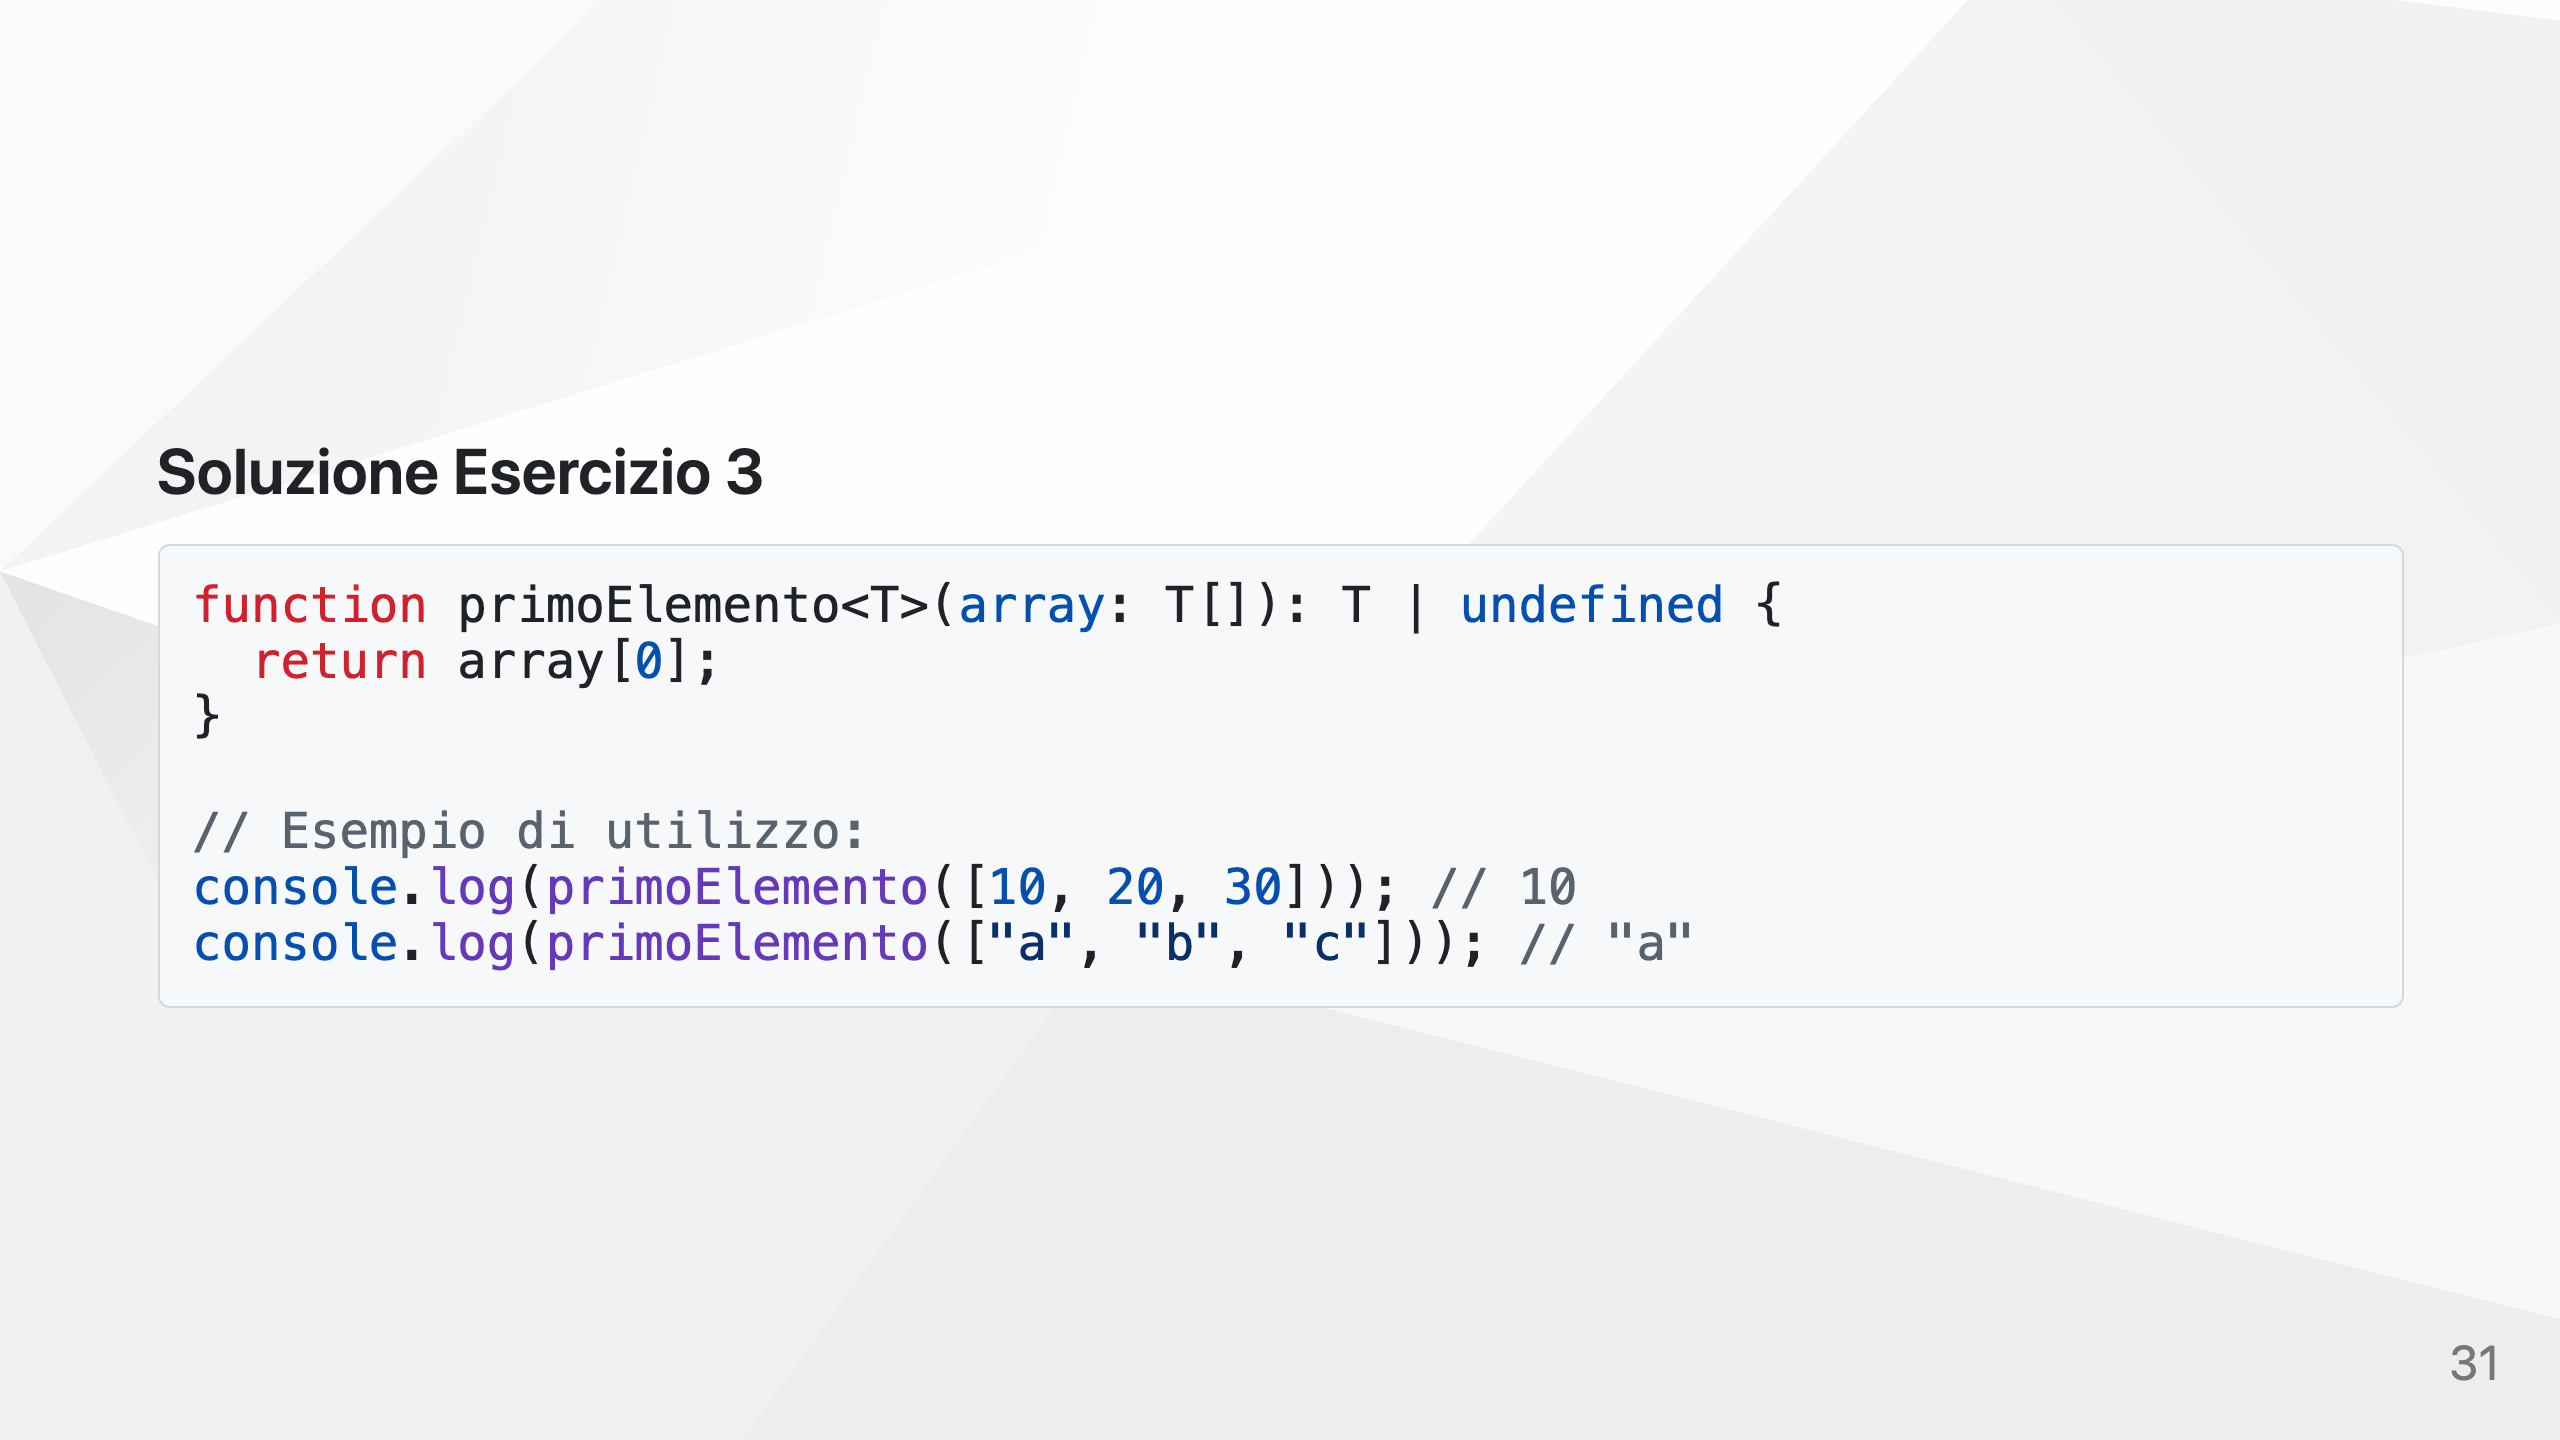 Soluzione Esercizio 3
function primoElemento<T>(array: T[]): T | undefined {
  return array[0];
}
// Esempio di utilizzo:
console.log(primoElemento([10, 20, 30])); // 10
console.log(primoElemento(["a", "b", "c"])); // "a"
31